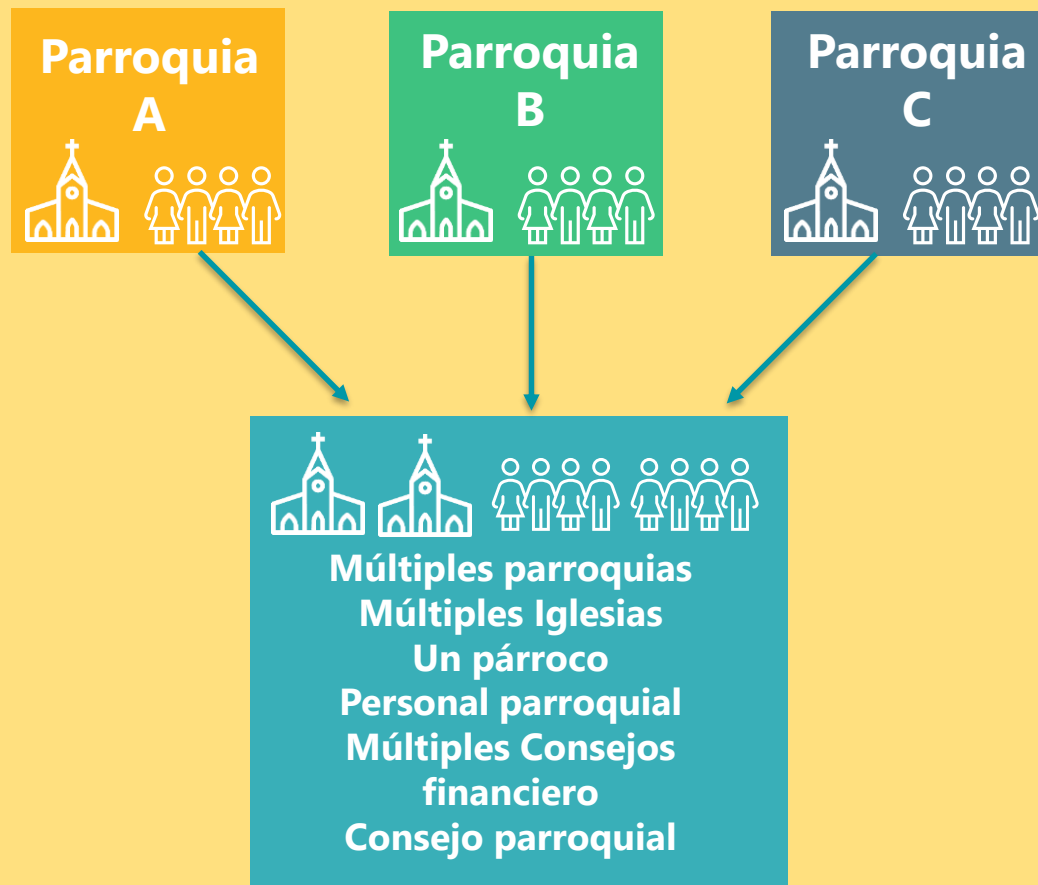 Parroquia
A
Parroquia
B
Parroquia
C
Múltiples parroquias
Múltiples Iglesias
Un párroco
Personal parroquial
Múltiples Consejos
financiero
Consejo parroquial